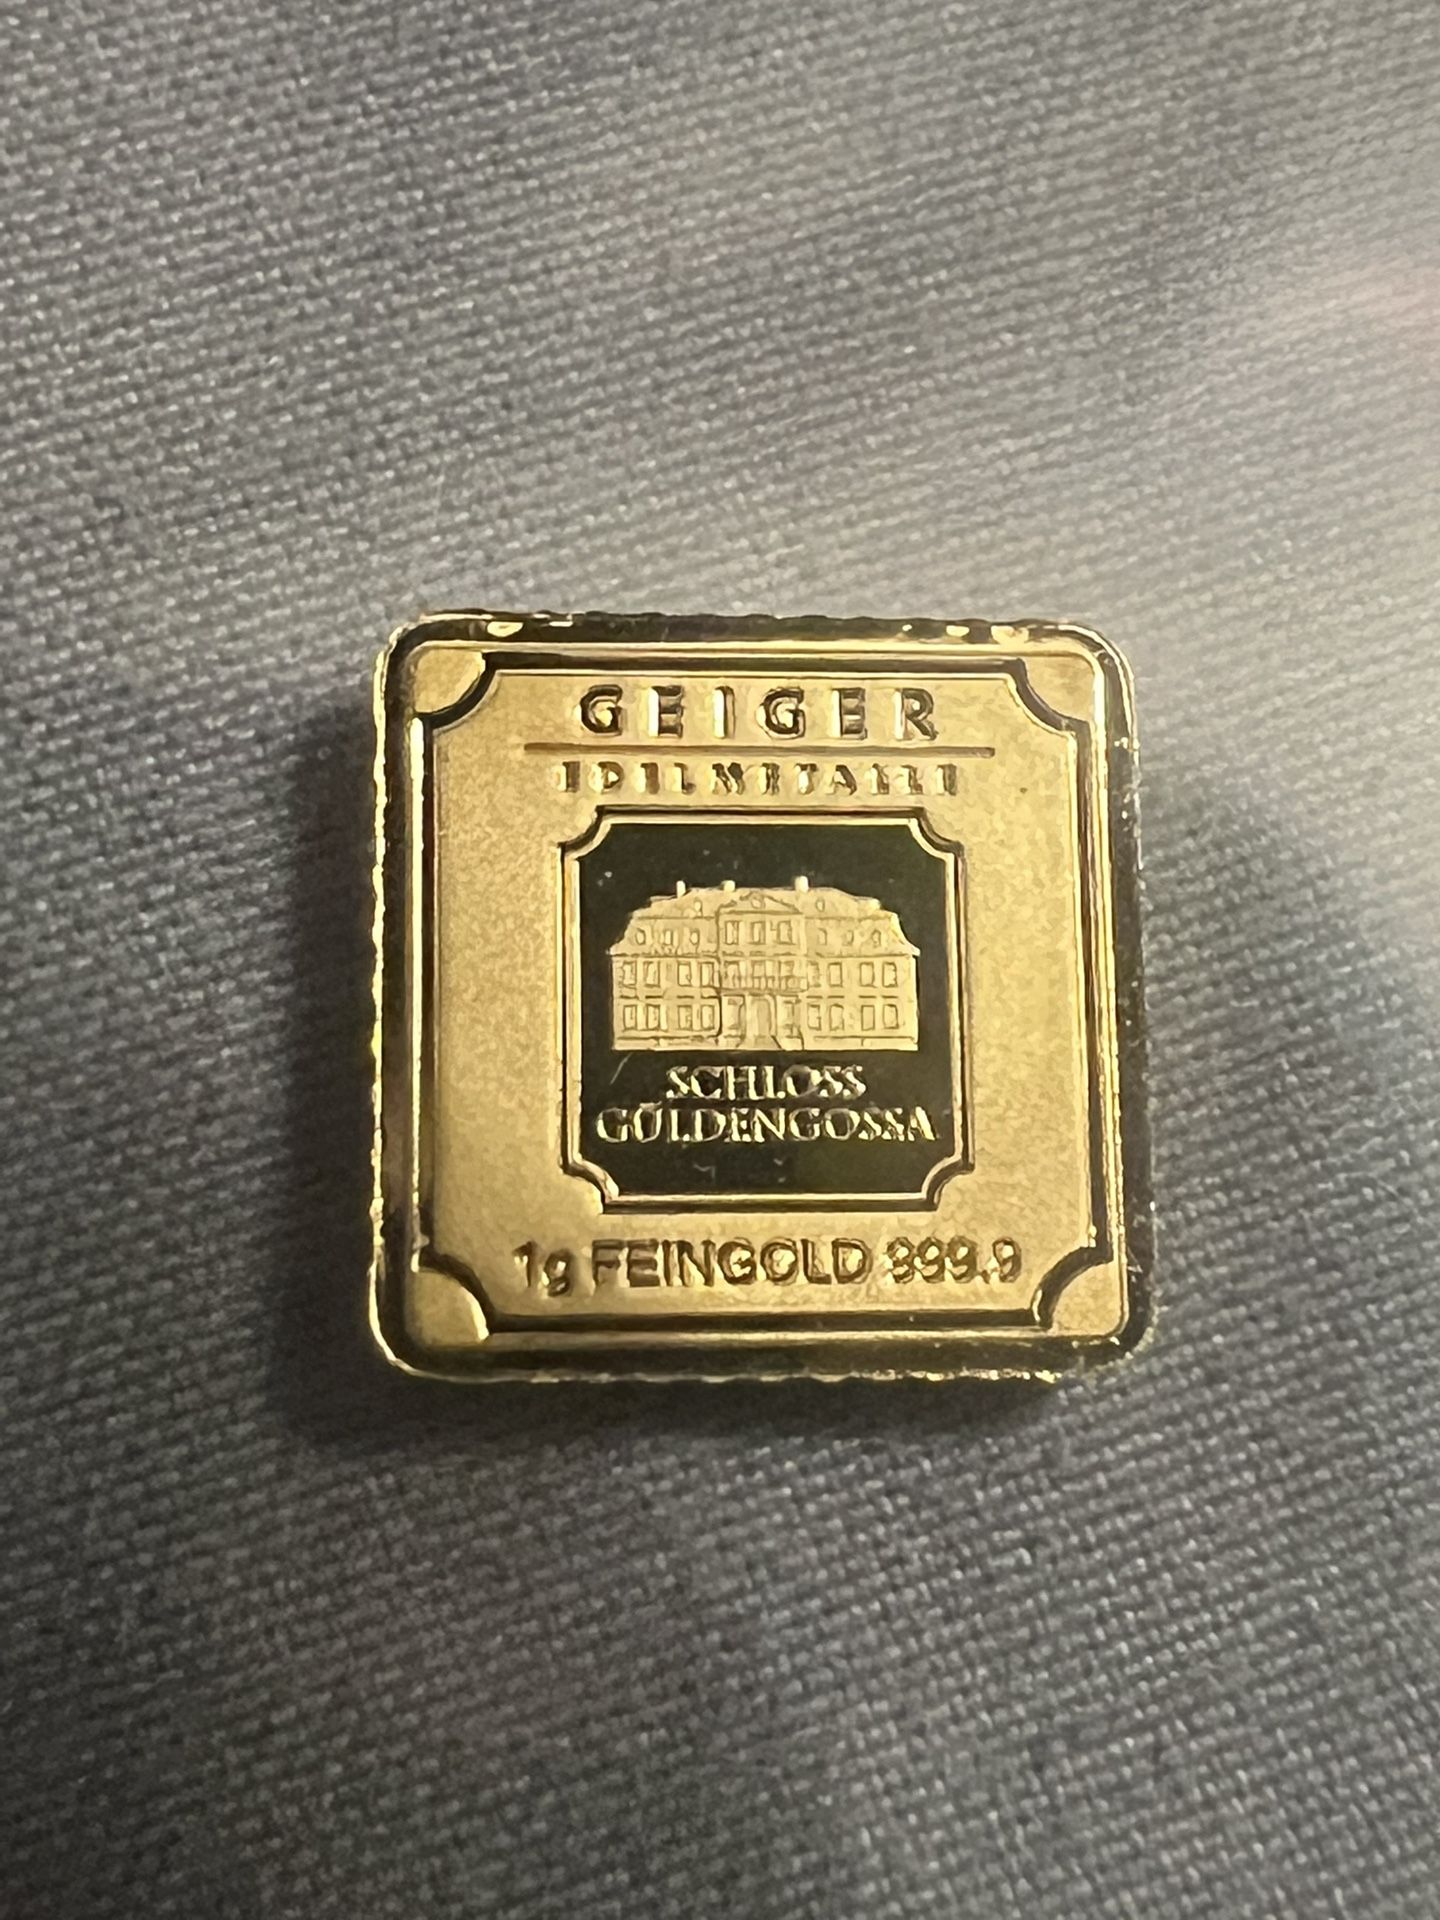 GEIGER
EDELMETALLE
SCHLOSS
GÜLDENGOSSA
1g FEINGOLD 999.9